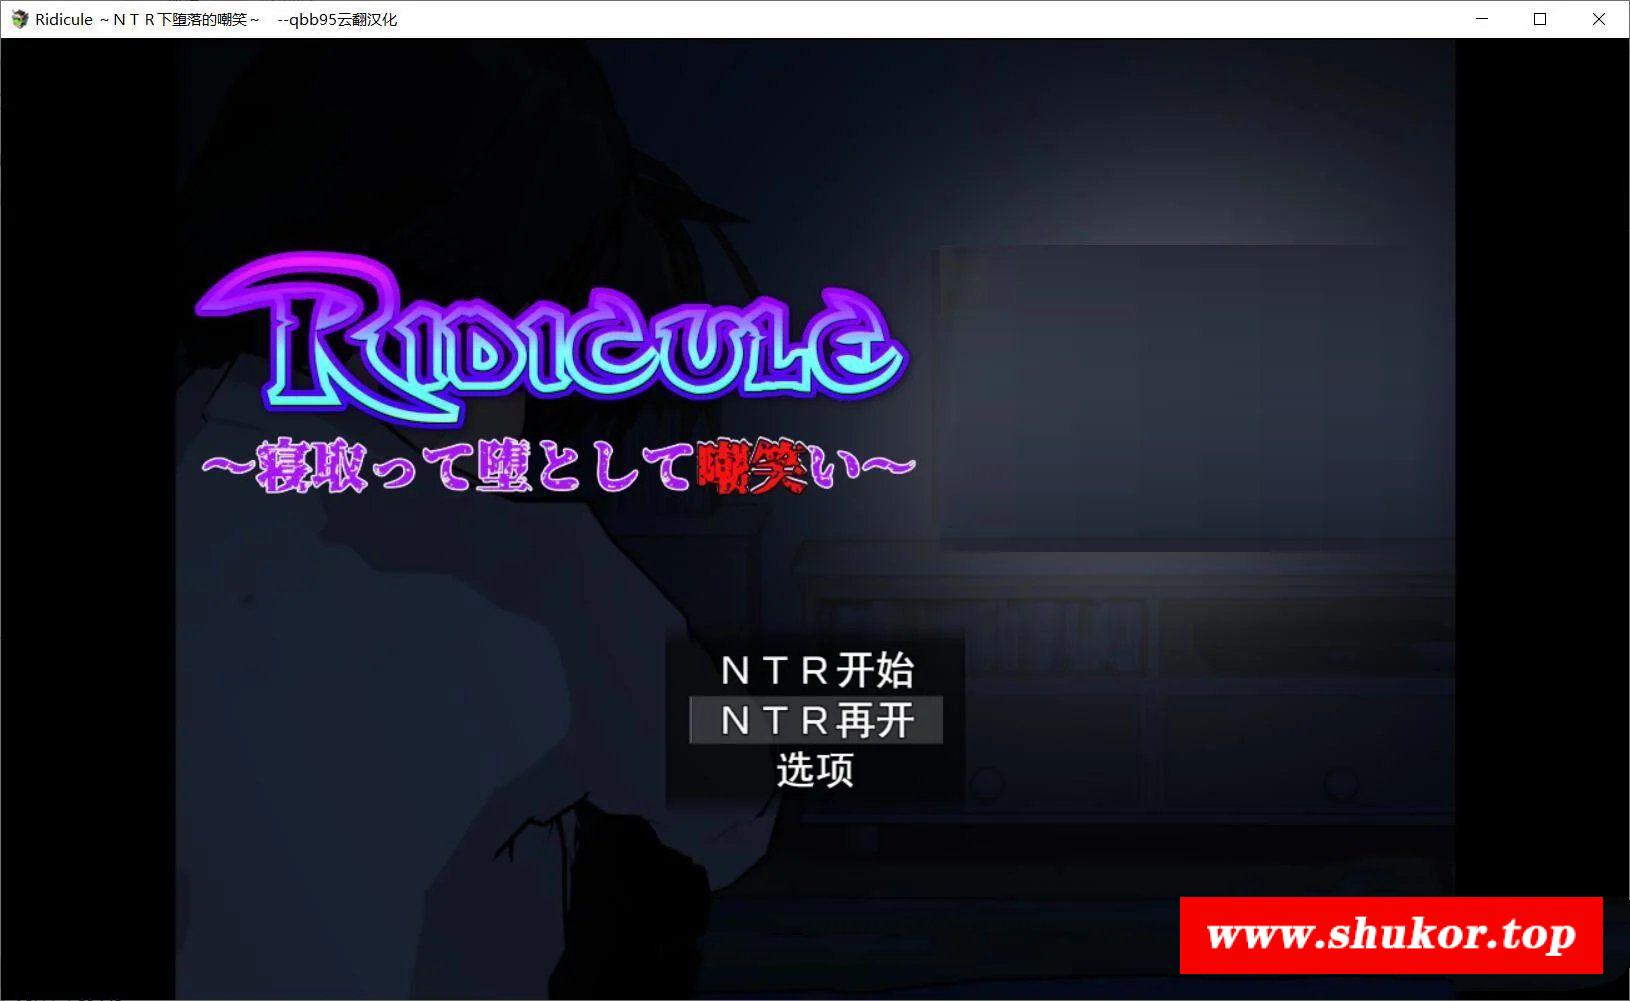 Ridicule ～ＮＴＲ下堕落的嘲笑～　--qbb95云翻汉化
RIDICULE
～寝取って堕として嘲笑い～
ＮＴＲ开始
ＮＴＲ再开
选项
www.shukor.top